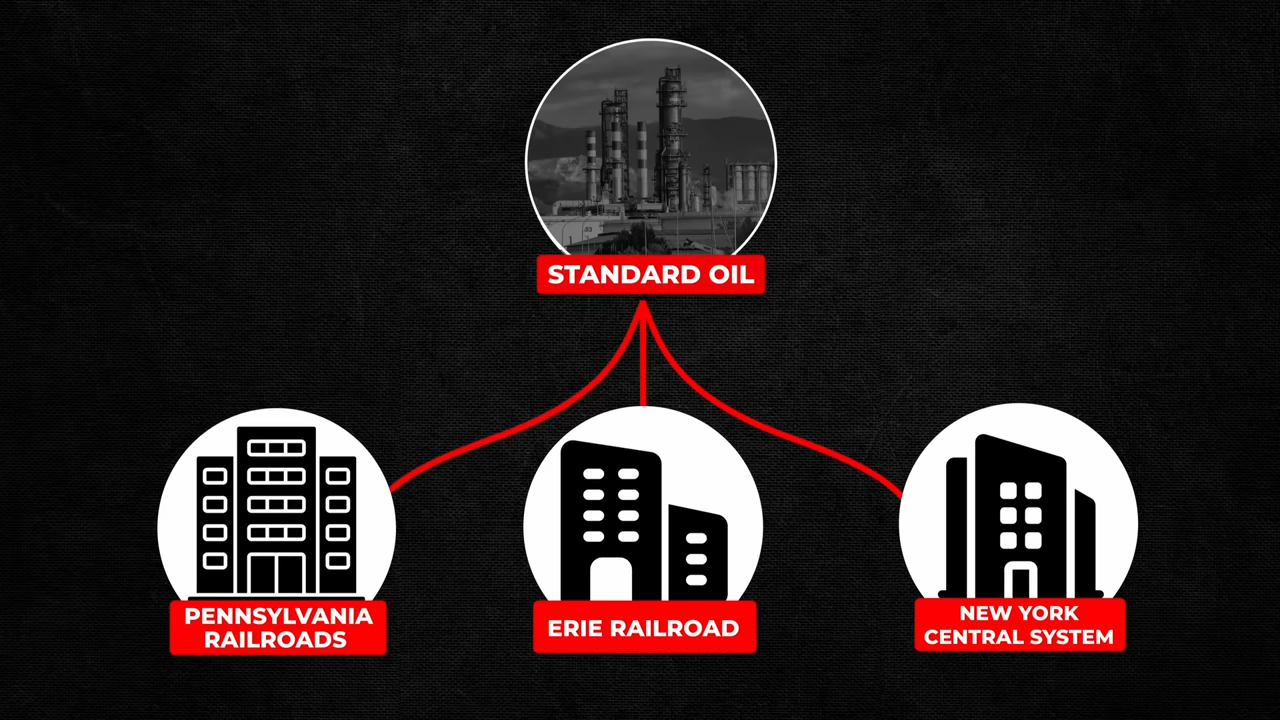 STANDARD OIL
PENNSYLVANIA
RAILROADS
ERIE RAILROAD
NEW YORK
CENTRAL SYSTEM